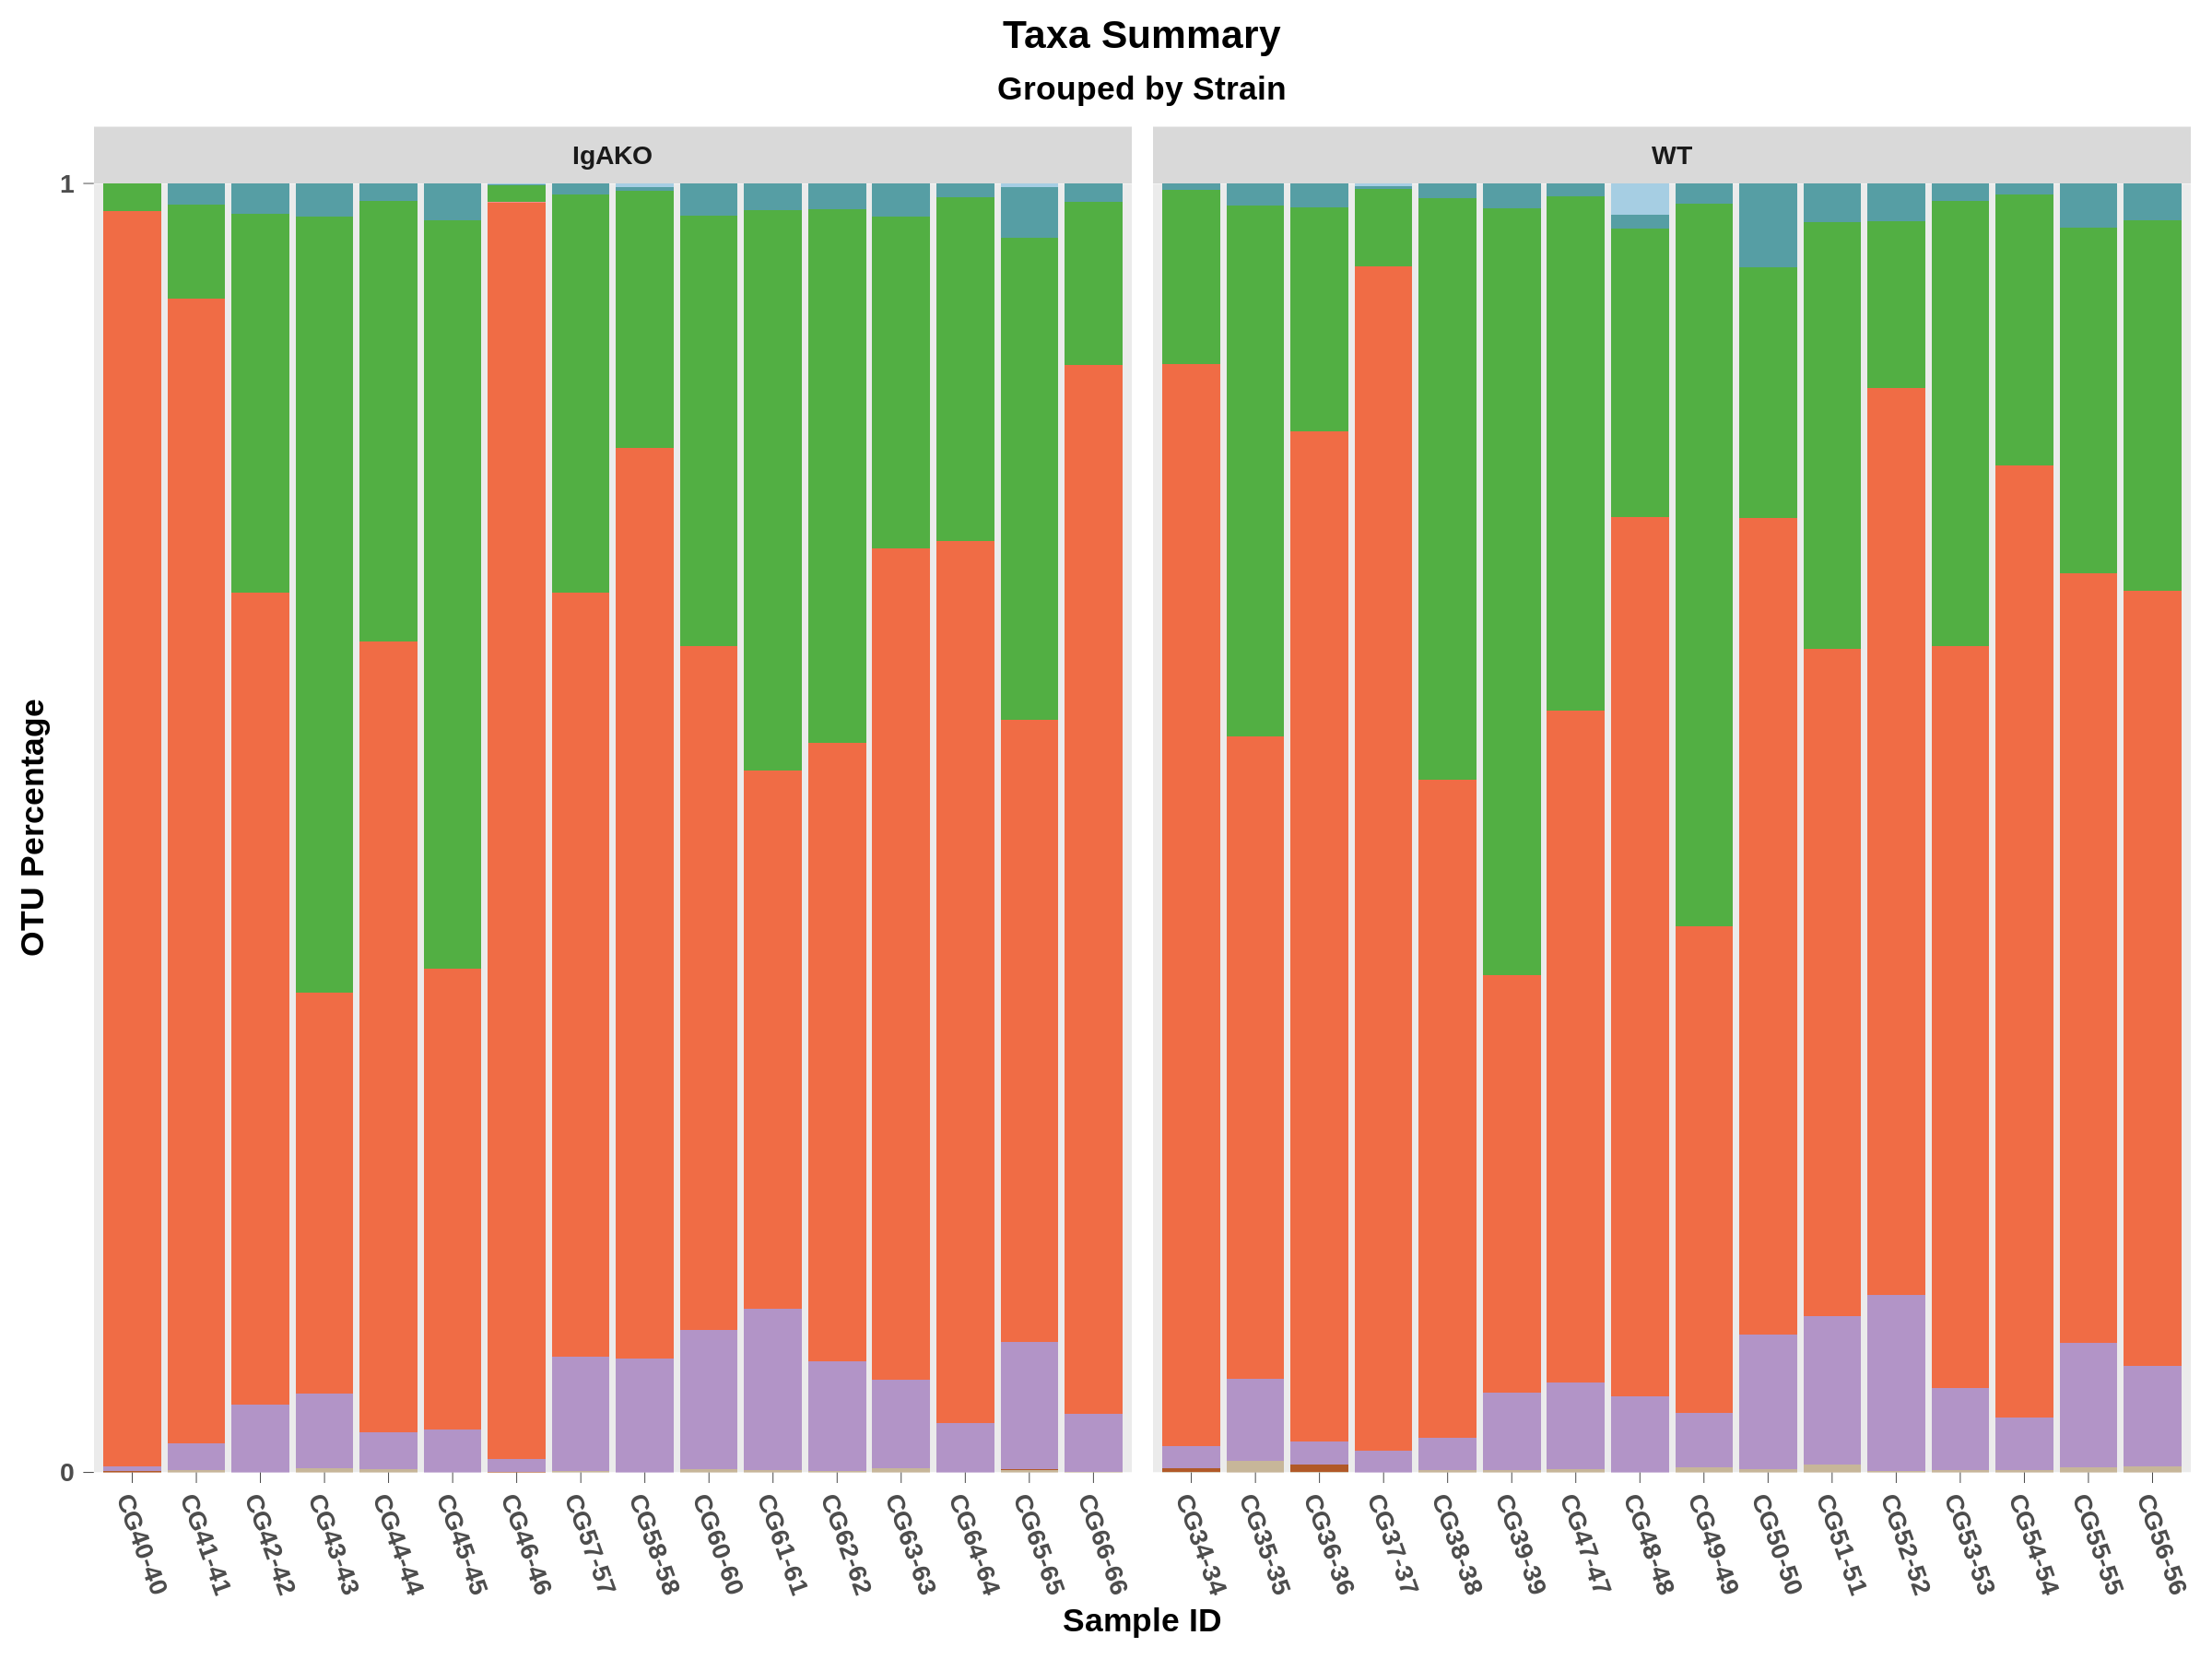 Taxa Summary
Grouped by Strain
IgAKO
WT
1
0
OTU Percentage
CG40-40
CG41-41
CG42-42
CG43-43
CG44-44
CG45-45
CG46-46
CG57-57
CG58-58
CG60-60
CG61-61
CG62-62
CG63-63
CG64-64
CG65-65
CG66-66
CG34-34
CG35-35
CG36-36
CG37-37
CG38-38
CG39-39
CG47-47
CG48-48
CG49-49
CG50-50
CG51-51
CG52-52
CG53-53
CG54-54
CG55-55
CG56-56
Sample ID